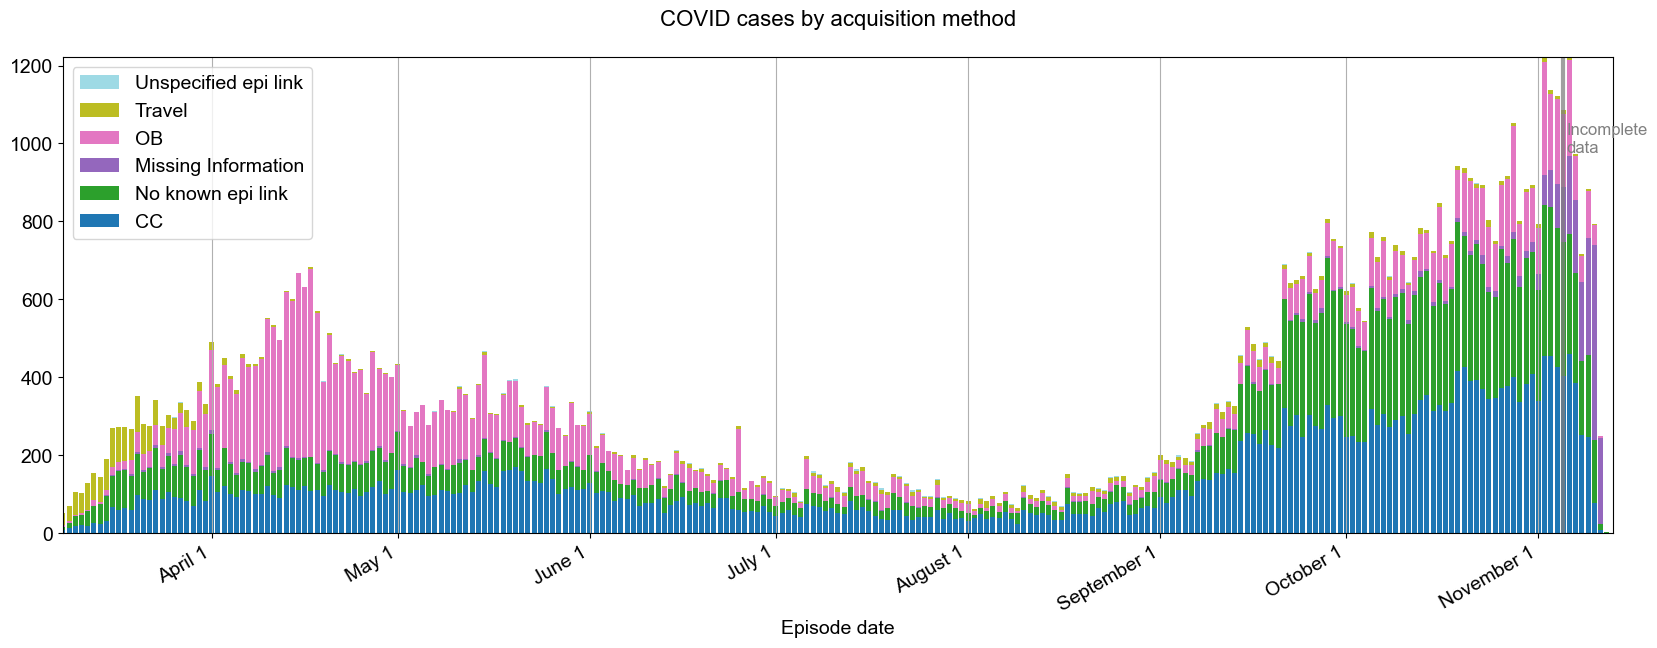 COVID cases by acquisition method
1200
1000
800
600
400
200
0
Unspecified epi link
Travel
OB
Missing Information
No known epi link
CC
Incomplete
data
April 1
May 1
June 1
July 1
August 1
September 1
October 1
November 1
Episode date